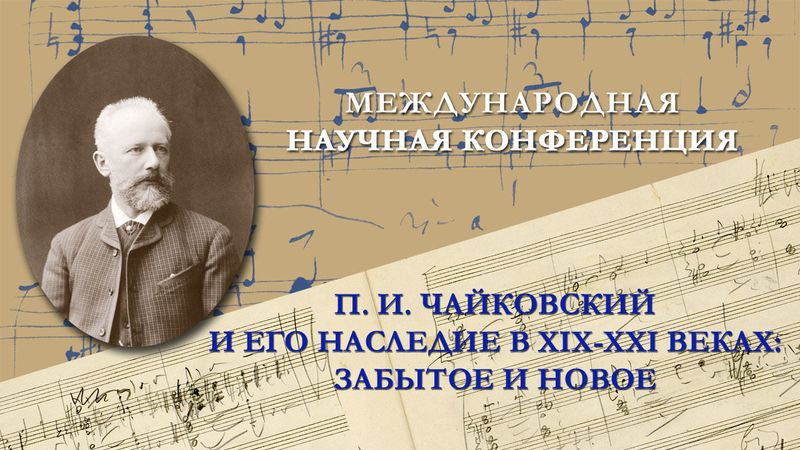 МЕЖДУНАРОДНАЯ
НАУЧНАЯ КОНФЕРЕНЦИЯ
П. И. ЧАЙКОВСКИЙ
И ЕГО НАСЛЕДИЕ В XIX-XXI ВЕКАХ:
ЗАБЫТОЕ И НОВОЕ